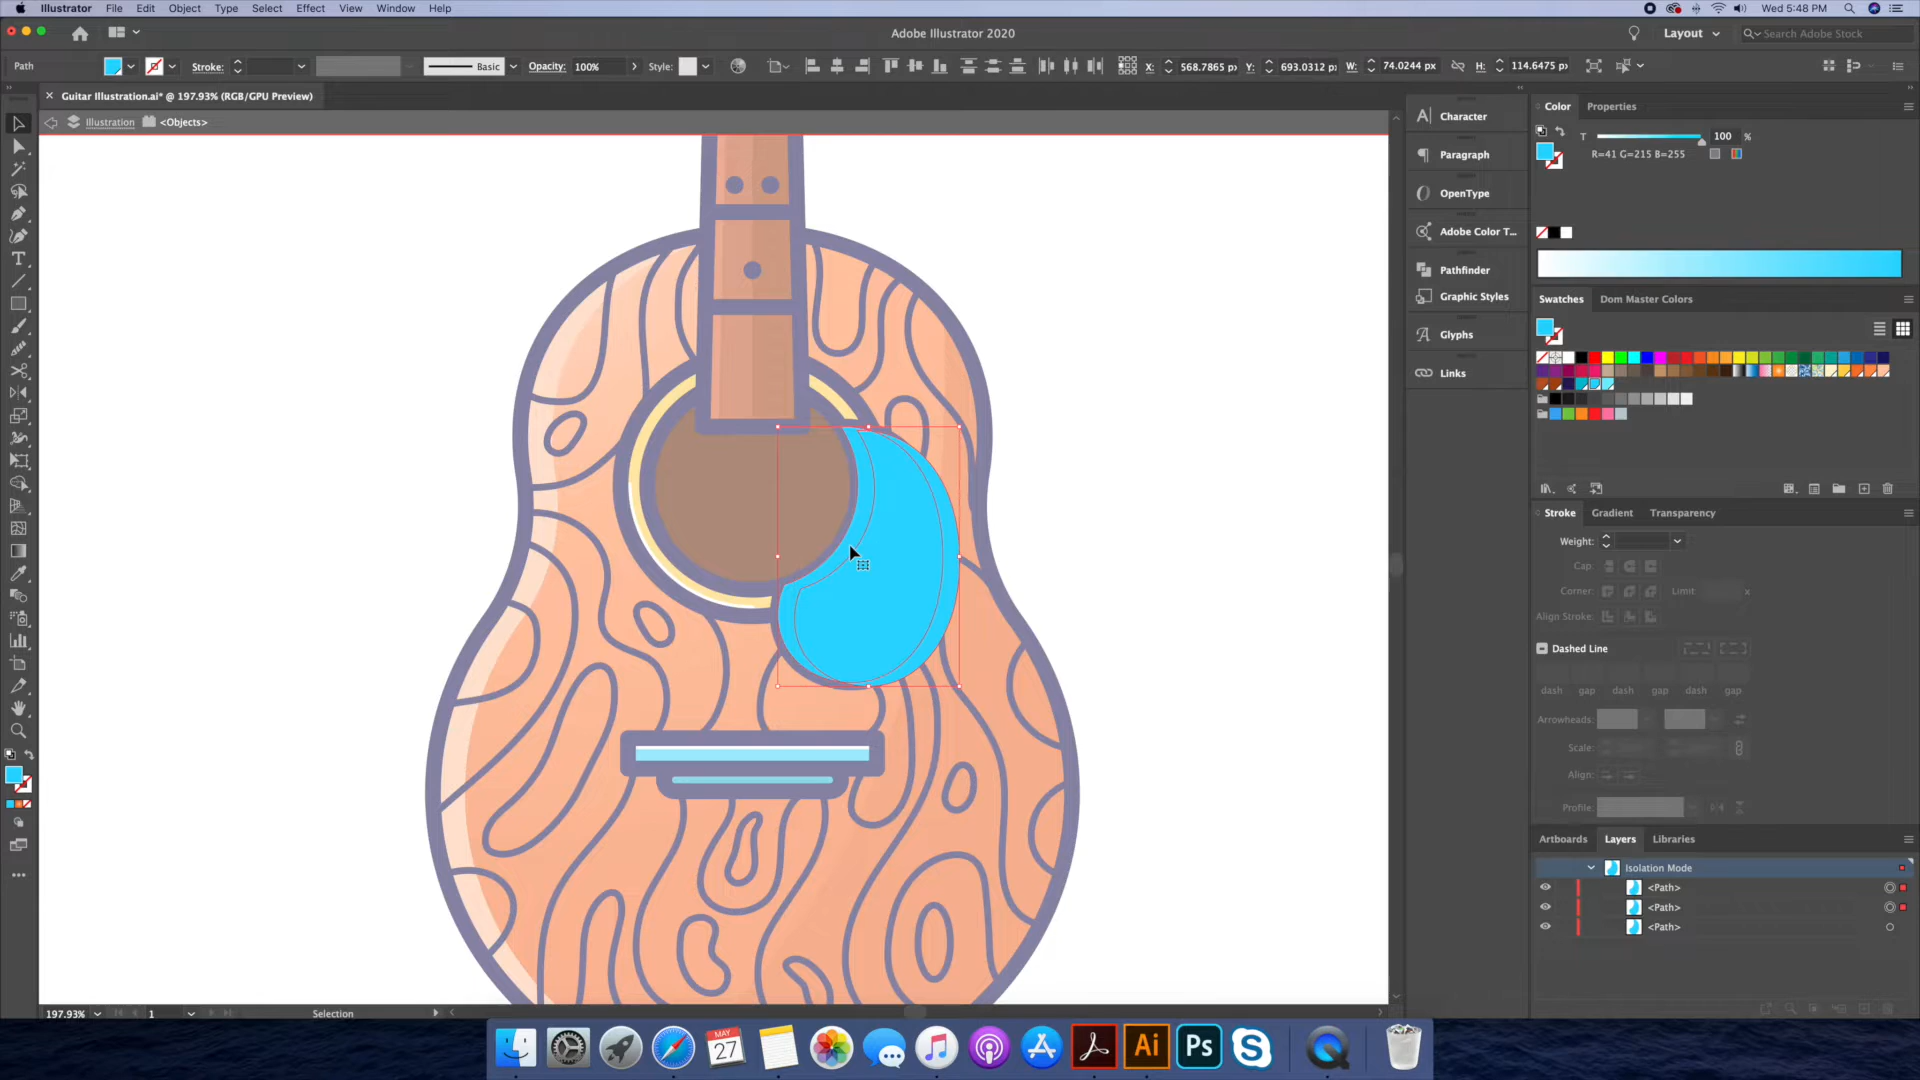 Illustrator File Edit Object Type Select Effect View Window Help Wed 5:48 PM
Adobe Illustrator 2020 Layout Search Adobe Stock
Path Stroke: Basic Opacity: 100% Style: X: 568.7865 p Y: 693.0312 p W: 74.0244 px H: 114.6475 p
Guitar Illustration.ai* @ 197.93% (RGB/GPU Preview)
Illustration <Objects>
Character
Paragraph
OpenType
Adobe Color T...
Pathfinder
Graphic Styles
Glyphs
Links
Color Properties
T 100 %
R=41 G=215 B=255
Swatches Dom Master Colors
Stroke Gradient Transparency
Weight:
Cap:
Corner: Limit: x
Align Stroke:
Dashed Line
dash gap dash gap dash gap
Arrowheads:
Scale:
Align:
Profile:
Artboards Layers Libraries
Isolation Mode
<Path>
<Path>
<Path>
197.93% 1 Selection
MAY
27
Ai Ps